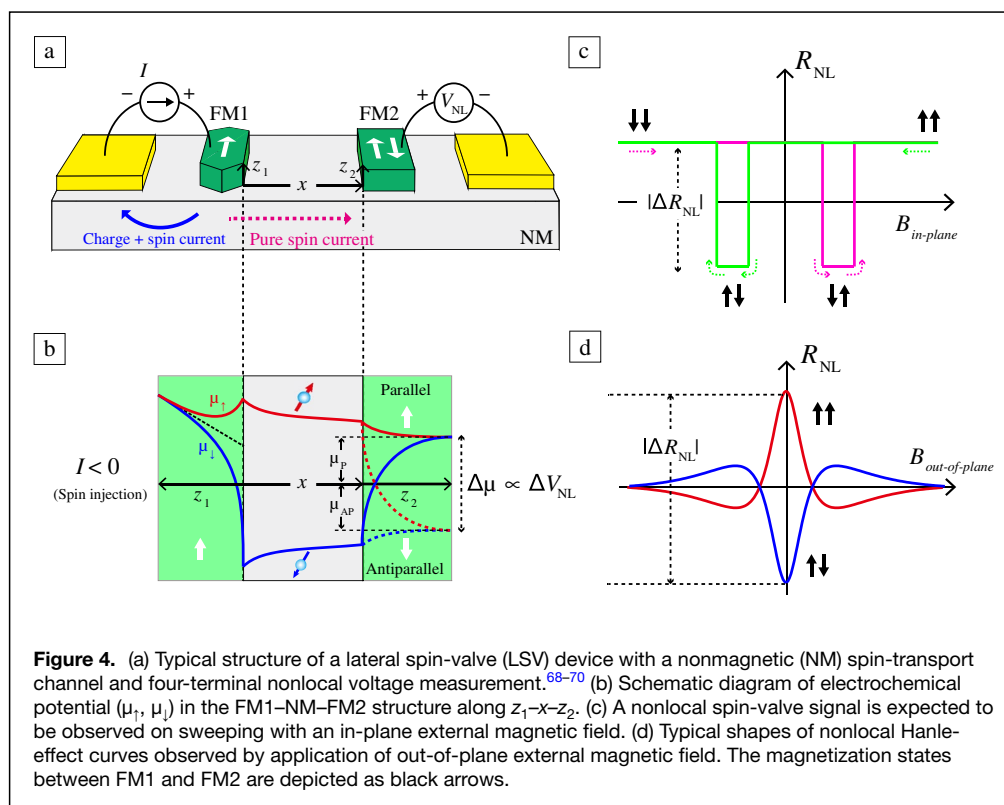 a
I
−
+
FM1
FM2
+
V_NL
−
z₁
z₂
x
Charge + spin current
Pure spin current
NM
c
R_NL
↓↓
↑↑
|ΔR_NL|
B_in-plane
↑↓
↓↑
b
Parallel
μ↑
μ↓
μ_P
I < 0
(Spin injection)
z₁
x
z₂
Δμ ∝ ΔV_NL
μ_AP
Antiparallel
d
R_NL
↑↑
|ΔR_NL|
B_out-of-plane
↑↓
Figure 4. (a) Typical structure of a lateral spin-valve (LSV) device with a nonmagnetic (NM) spin-transport
channel and four-terminal nonlocal voltage measurement.⁶⁸⁻⁷⁰ (b) Schematic diagram of electrochemical
potential (μ↑, μ↓) in the FM1–NM–FM2 structure along z₁–x–z₂. (c) A nonlocal spin-valve signal is expected to
be observed on sweeping with an in-plane external magnetic field. (d) Typical shapes of nonlocal Hanle-
effect curves observed by application of out-of-plane external magnetic field. The magnetization states
between FM1 and FM2 are depicted as black arrows.